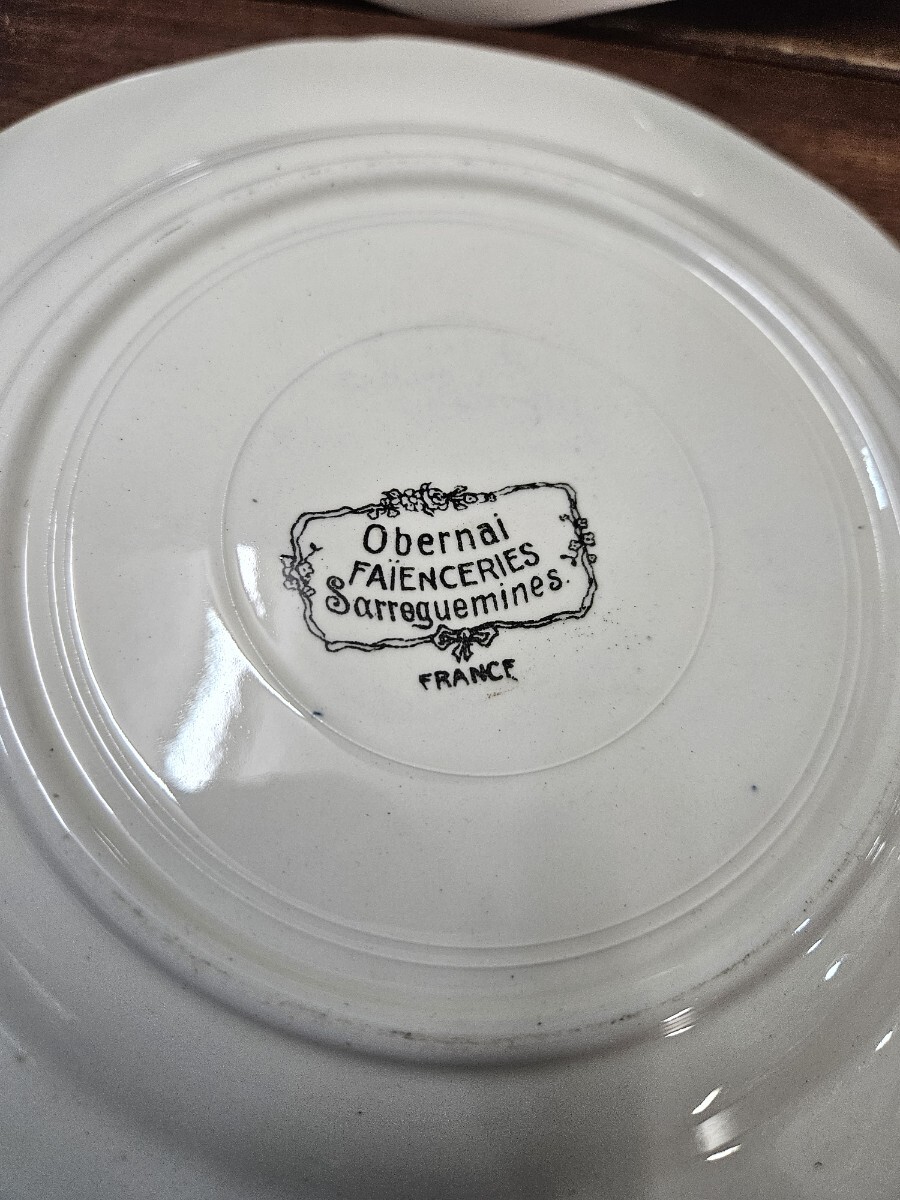 Obernai
FAÏENCERIES
Sarreguemines.
FRANCE